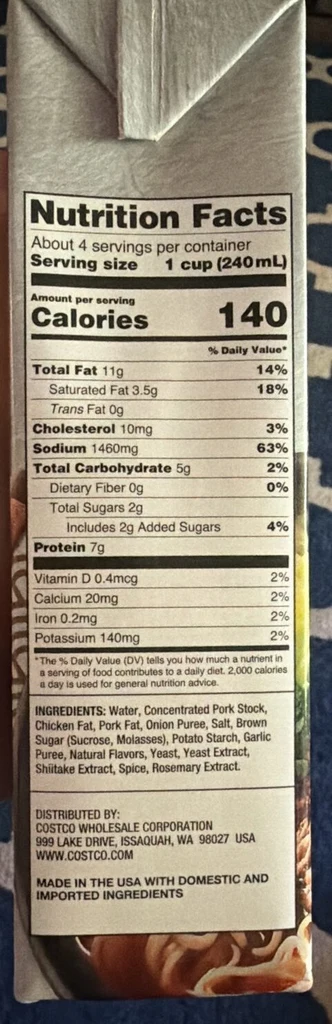 Nutrition Facts
About 4 servings per container
Serving size 1 cup (240mL)
Amount per serving
Calories 140
% Daily Value*
Total Fat 11g 14%
Saturated Fat 3.5g 18%
Trans Fat 0g
Cholesterol 10mg 3%
Sodium 1460mg 63%
Total Carbohydrate 5g 2%
Dietary Fiber 0g 0%
Total Sugars 2g
Includes 2g Added Sugars 4%
Protein 7g
Vitamin D 0.4mcg 2%
Calcium 20mg 2%
Iron 0.2mg 2%
Potassium 140mg 2%
*The % Daily Value (DV) tells you how much a nutrient in
a serving of food contributes to a daily diet. 2,000 calories
a day is used for general nutrition advice.
INGREDIENTS: Water, Concentrated Pork Stock,
Chicken Fat, Pork Fat, Onion Puree, Salt, Brown
Sugar (Sucrose, Molasses), Potato Starch, Garlic
Puree, Natural Flavors, Yeast, Yeast Extract,
Shiitake Extract, Spice, Rosemary Extract.
DISTRIBUTED BY:
COSTCO WHOLESALE CORPORATION
999 LAKE DRIVE, ISSAQUAH, WA 98027 USA
WWW.COSTCO.COM
MADE IN THE USA WITH DOMESTIC AND
IMPORTED INGREDIENTS